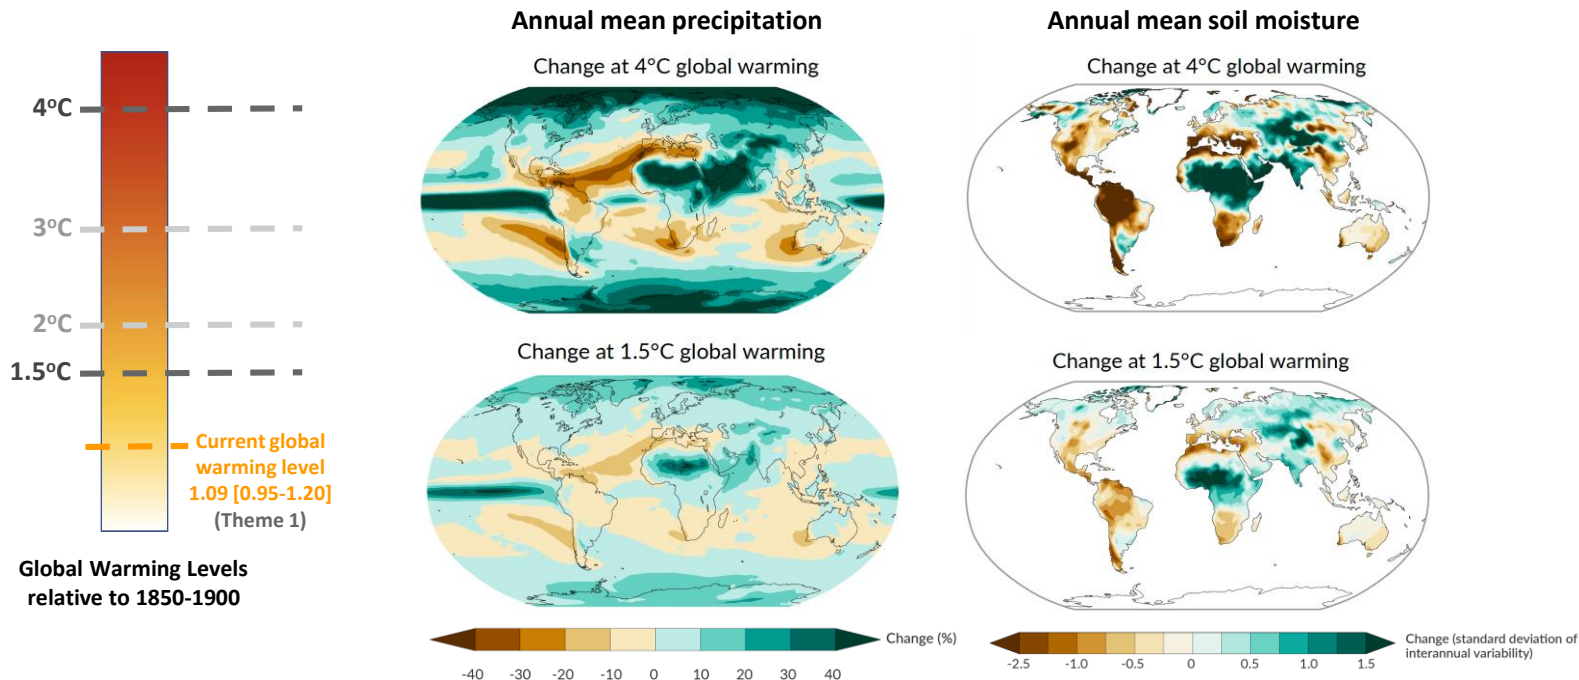 4°C
3°C
2°C
1.5°C
Current global
warming level
1.09 [0.95-1.20]
(Theme 1)
Global Warming Levels
relative to 1850-1900
Annual mean precipitation
Change at 4°C global warming
Change at 1.5°C global warming
Change (%)
-40 -30 -20 -10 0 10 20 30 40
Annual mean soil moisture
Change at 4°C global warming
Change at 1.5°C global warming
Change (standard deviation of
interannual variability)
-2.5 -1.0 -0.5 0 0.5 1.0 1.5